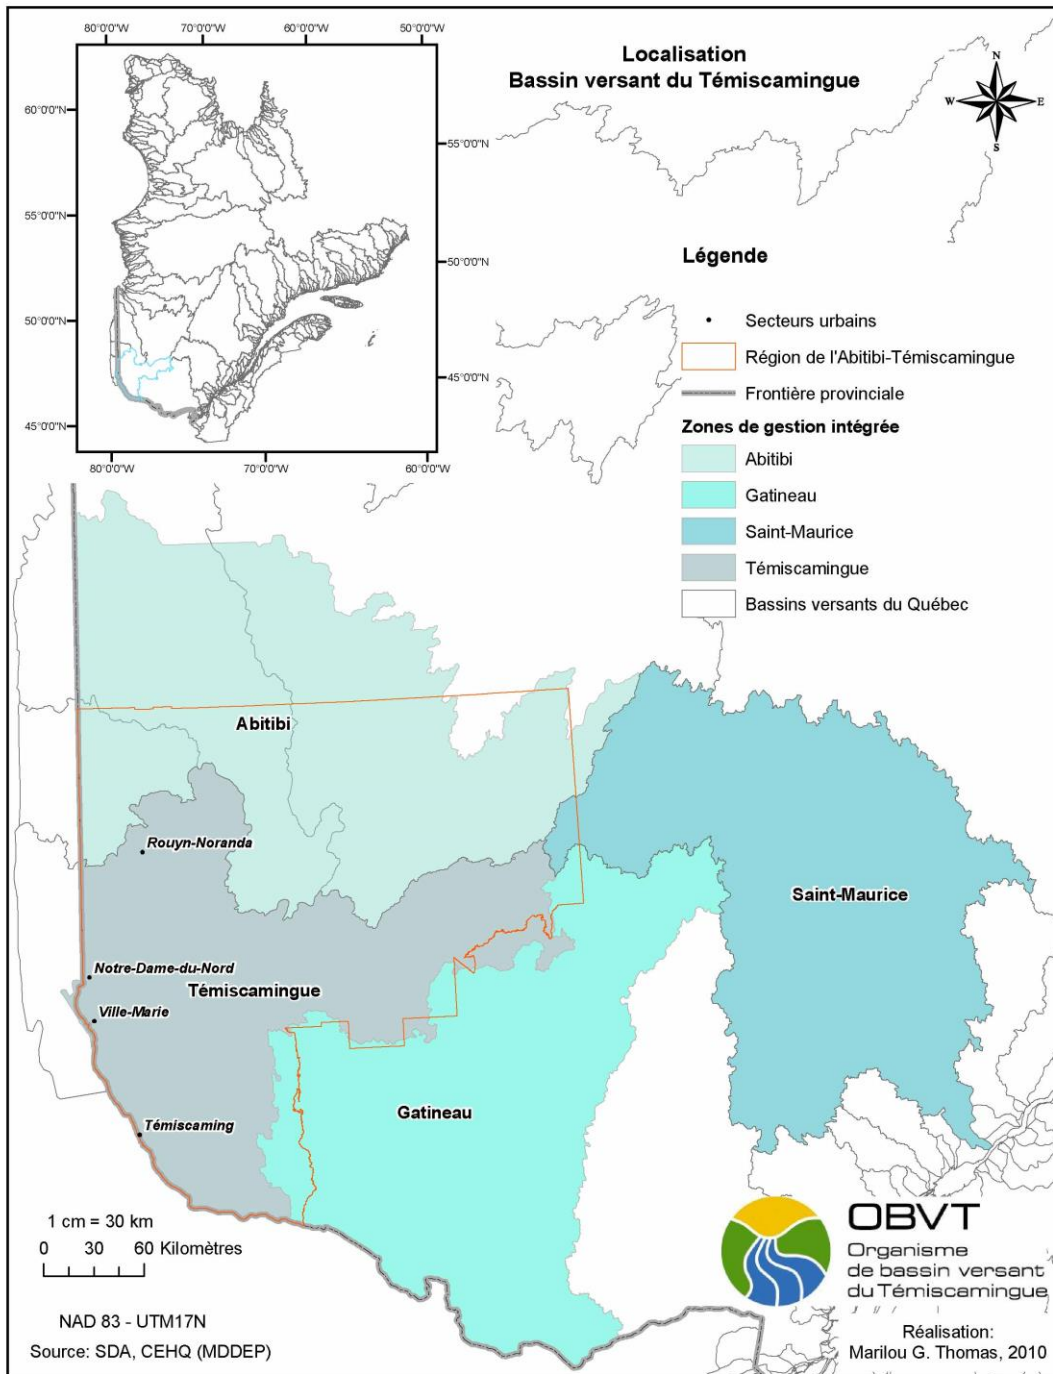 Localisation
Bassin versant du Témiscamingue
N
W
E
S
80°0'0"W
70°0'0"W
60°0'0"W
50°0'0"W
60°0'0"N
55°0'0"N
50°0'0"N
45°0'0"N
55°0'0"N
50°0'0"N
45°0'0"N
80°0'0"W
70°0'0"W
60°0'0"W
Légende
Secteurs urbains
Région de l'Abitibi-Témiscamingue
Frontière provinciale
Zones de gestion intégrée
Abitibi
Gatineau
Saint-Maurice
Témiscamingue
Bassins versants du Québec
Abitibi
Rouyn-Noranda
Saint-Maurice
Notre-Dame-du-Nord
Témiscamingue
Ville-Marie
Gatineau
Témiscaming
1 cm = 30 km
0 30 60 Kilomètres
NAD 83 - UTM17N
Source: SDA, CEHQ (MDDEP)
OBVT
Organisme
de bassin versant
du Témiscamingue
Réalisation:
Marilou G. Thomas, 2010